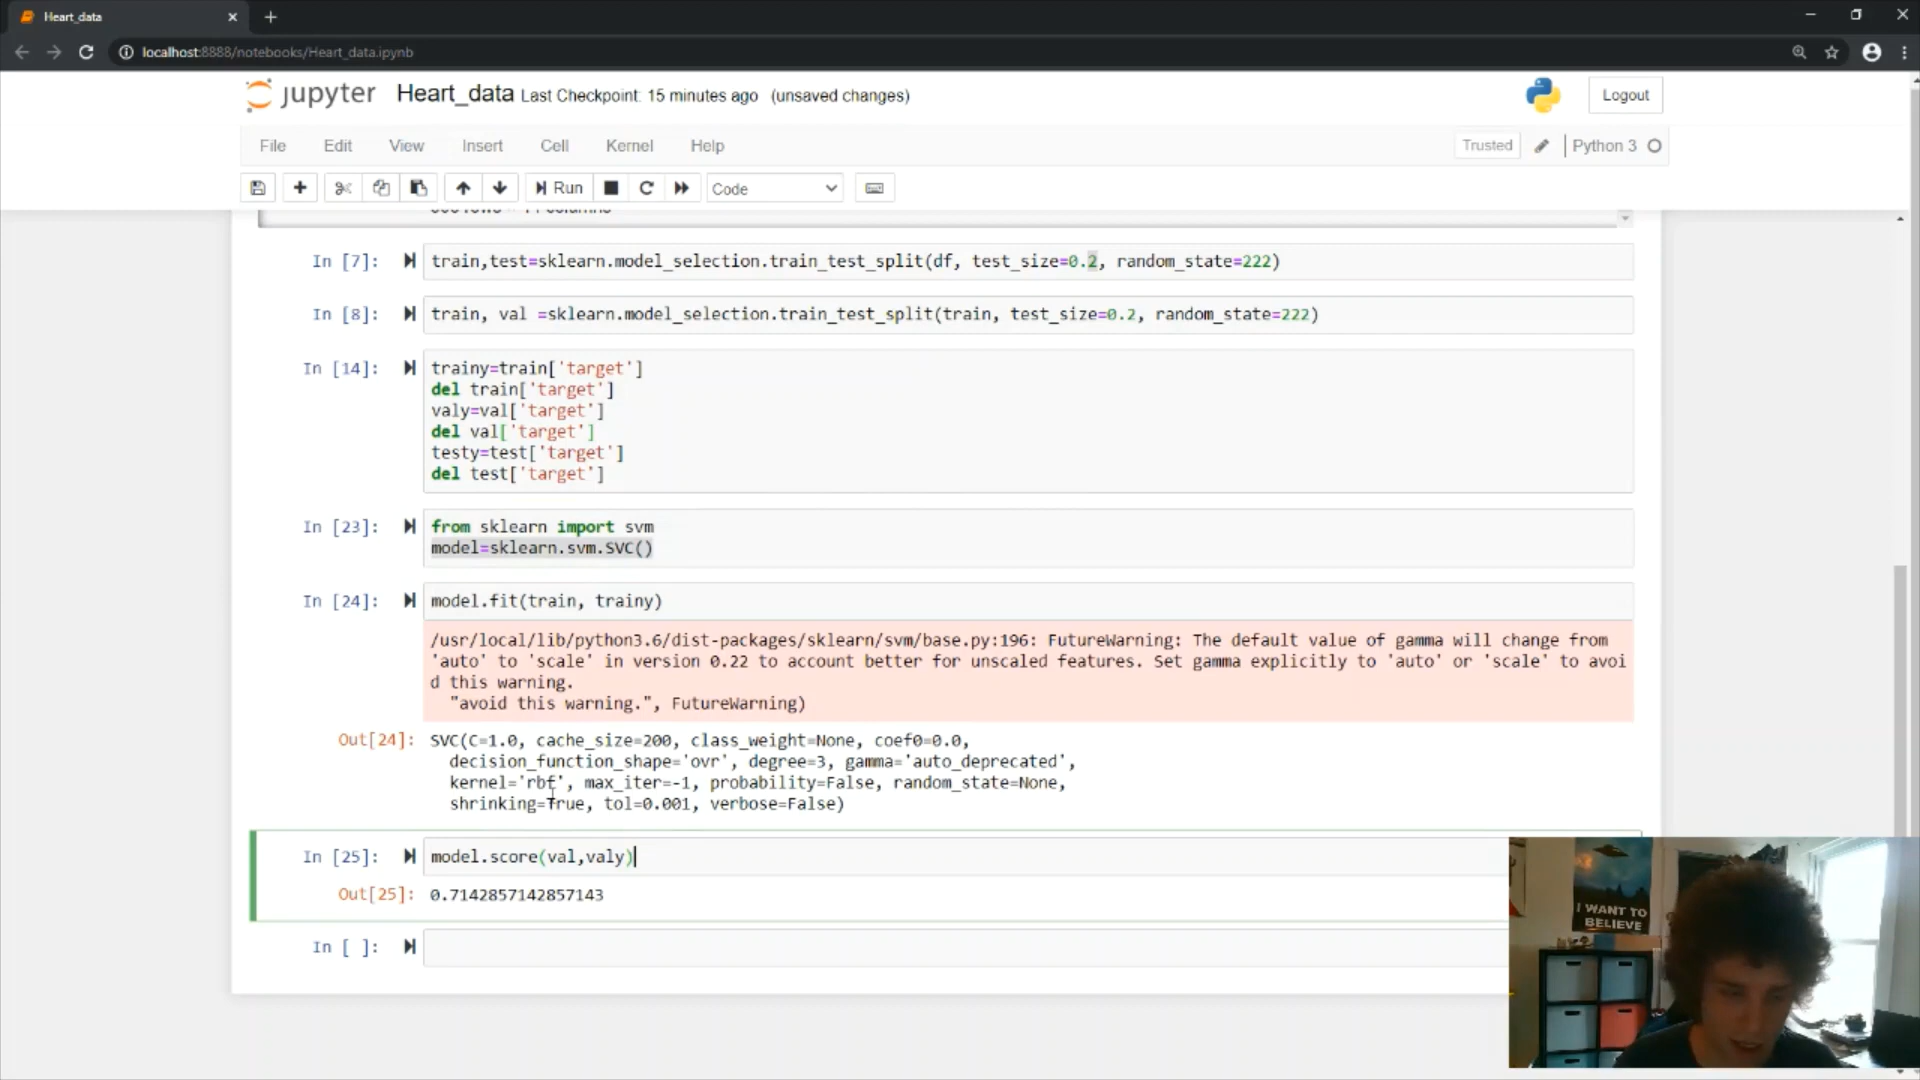 Heart_data
localhost:8888/notebooks/Heart_data.ipynb
jupyter Heart_data Last Checkpoint: 15 minutes ago (unsaved changes)
Logout
File Edit View Insert Cell Kernel Help
Trusted Python 3
Run Code
In [7]: train,test=sklearn.model_selection.train_test_split(df, test_size=0.2, random_state=222)
In [8]: train, val =sklearn.model_selection.train_test_split(train, test_size=0.2, random_state=222)
In [14]: trainy=train['target']
del train['target']
valy=val['target']
del val['target']
testy=test['target']
del test['target']
In [23]: from sklearn import svm
model=sklearn.svm.SVC()
In [24]: model.fit(train, trainy)
/usr/local/lib/python3.6/dist-packages/sklearn/svm/base.py:196: FutureWarning: The default value of gamma will change from
'auto' to 'scale' in version 0.22 to account better for unscaled features. Set gamma explicitly to 'auto' or 'scale' to avoi
d this warning.
"avoid this warning.", FutureWarning)
Out[24]: SVC(C=1.0, cache_size=200, class_weight=None, coef0=0.0,
decision_function_shape='ovr', degree=3, gamma='auto_deprecated',
kernel='rbf', max_iter=-1, probability=False, random_state=None,
shrinking=True, tol=0.001, verbose=False)
In [25]: model.score(val,valy)
Out[25]: 0.7142857142857143
In [ ]:
I WANT TO
BELIEVE